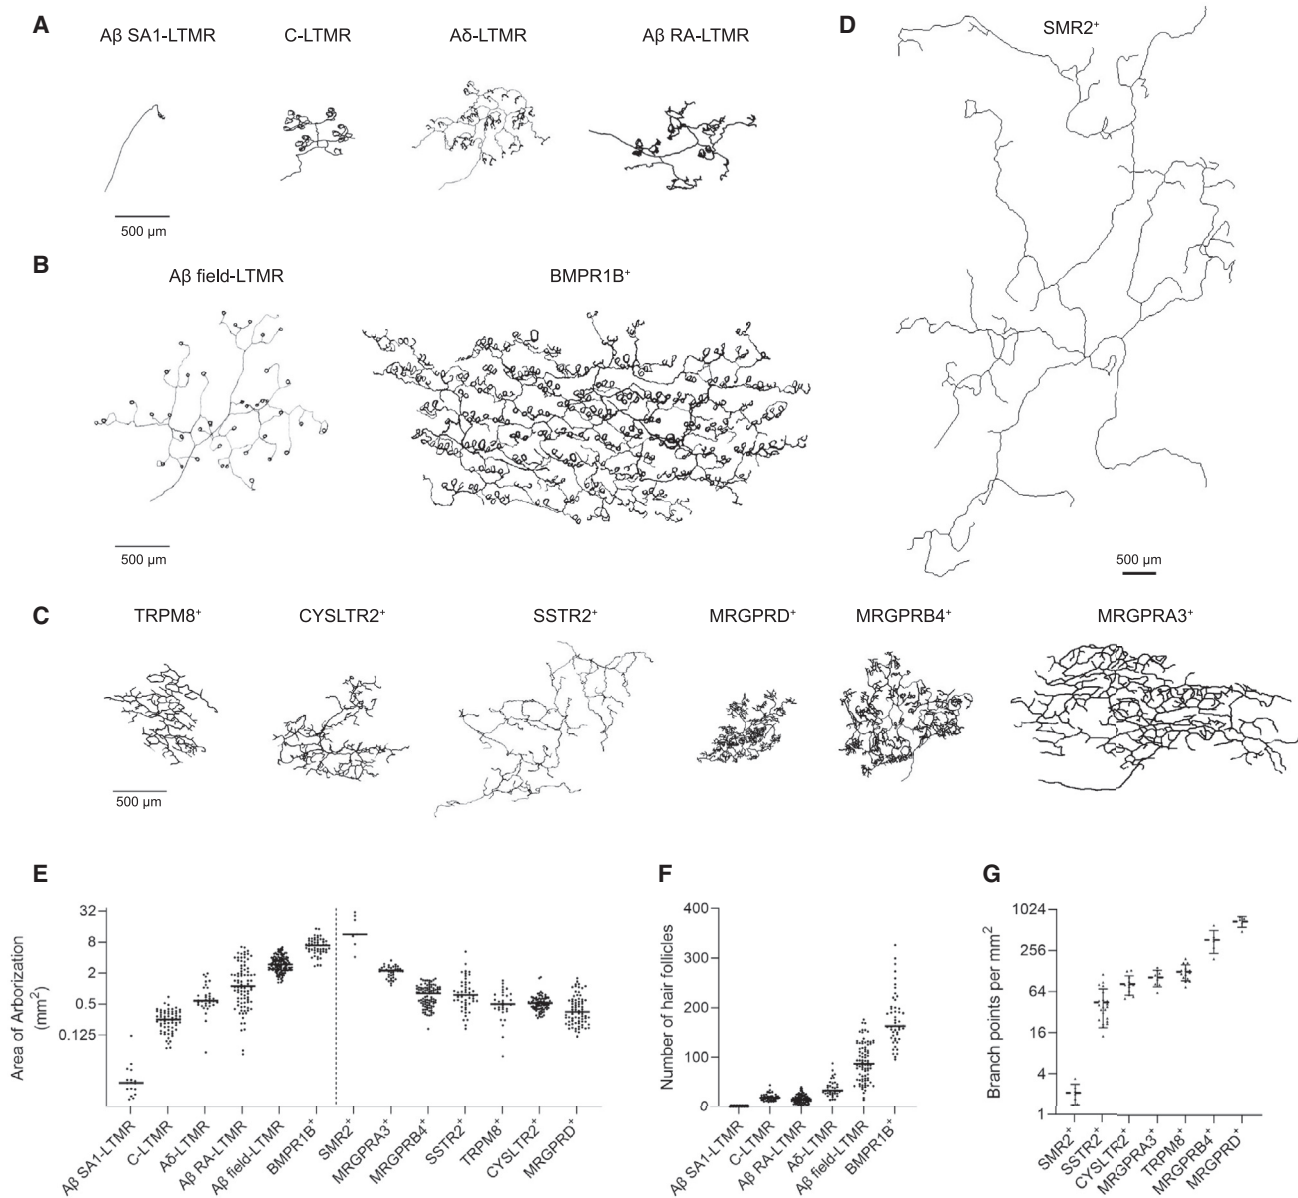 A
Aβ SA1-LTMR
C-LTMR
Aδ-LTMR
Aβ RA-LTMR
500 µm
B
Aβ field-LTMR
BMPR1B⁺
500 µm
D
SMR2⁺
500 µm
C
TRPM8⁺
CYSLTR2⁺
SSTR2⁺
MRGPRD⁺
MRGPRB4⁺
MRGPRA3⁺
500 µm
E
Area of Arborization
(mm²)
32
8
2
0.5
0.125
Aβ SA1-LTMR
C-LTMR
Aδ-LTMR
Aβ RA-LTMR
Aβ field-LTMR
BMPR1B⁺
SMR2⁺
MRGPRA3⁺
MRGPRB4⁺
SSTR2⁺
TRPM8⁺
CYSLTR2⁺
MRGPRD⁺
F
Number of hair follicles
400
300
200
100
0
Aβ SA1-LTMR
C-LTMR
Aβ RA-LTMR
Aδ-LTMR
Aβ field-LTMR
BMPR1B⁺
G
Branch points per mm²
1024
256
64
16
4
1
SMR2⁺
SSTR2⁺
CYSLTR2⁺
MRGPRA3⁺
TRPM8⁺
MRGPRB4⁺
MRGPRD⁺